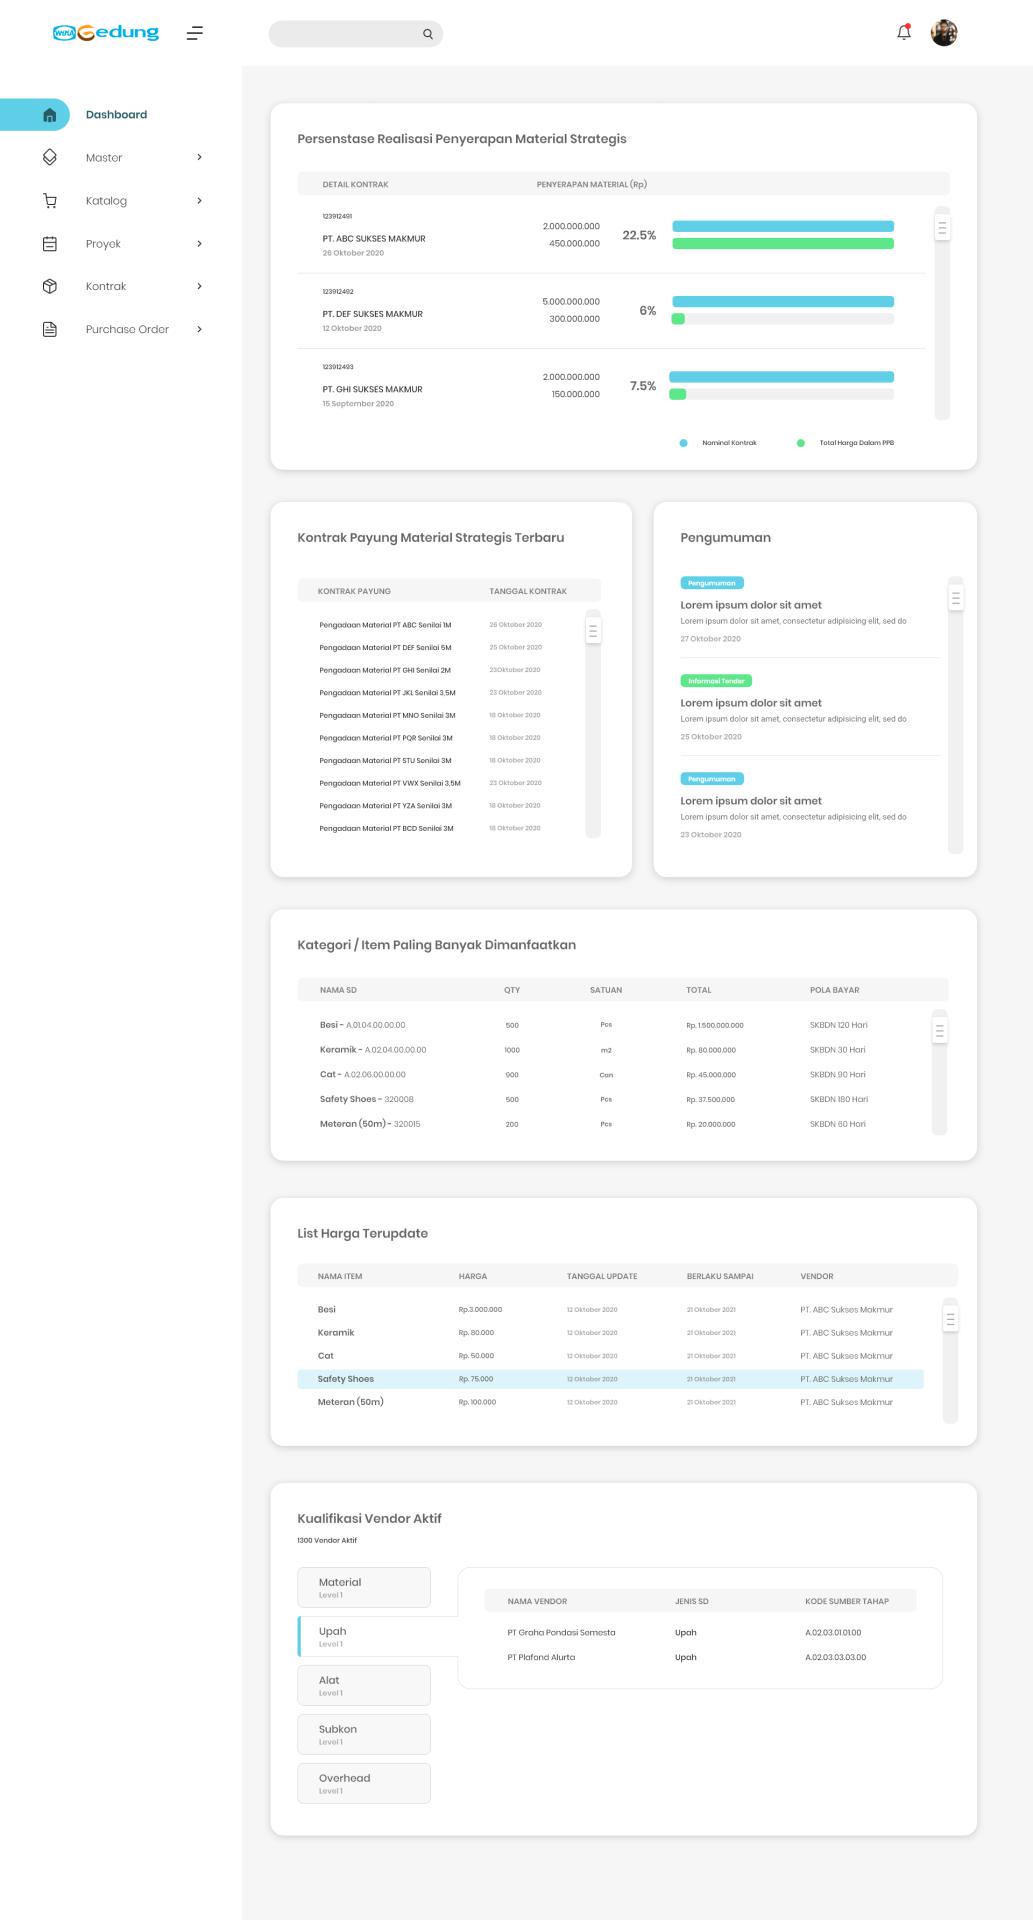 WIKA Gedung
Dashboard
Master
Katalog
Proyek
Kontrak
Purchase Order
Persenstase Realisasi Penyerapan Material Strategis
DETAIL KONTRAK PENYERAPAN MATERIAL (Rp)
123912491
PT. ABC SUKSES MAKMUR
26 Oktober 2020
2.000.000.000
450.000.000
22.5%
123912492
PT. DEF SUKSES MAKMUR
12 Oktober 2020
5.000.000.000
300.000.000
6%
123912493
PT. GHI SUKSES MAKMUR
15 September 2020
2.000.000.000
150.000.000
7.5%
Nominal Kontrak Total Harga Dalam PPB
Kontrak Payung Material Strategis Terbaru
KONTRAK PAYUNG TANGGAL KONTRAK
Pengadaan Material PT ABC Senilai 1M 26 Oktober 2020
Pengadaan Material PT DEF Senilai 5M 25 Oktober 2020
Pengadaan Material PT GHI Senilai 2M 23Oktober 2020
Pengadaan Material PT JKL Senilai 3,5M 23 Oktober 2020
Pengadaan Material PT MNO Senilai 3M 18 Oktober 2020
Pengadaan Material PT PQR Senilai 3M 18 Oktober 2020
Pengadaan Material PT STU Senilai 3M 18 Oktober 2020
Pengadaan Material PT VWX Senilai 3,5M 23 Oktober 2020
Pengadaan Material PT YZA Senilai 3M 18 Oktober 2020
Pengadaan Material PT BCD Senilai 3M 18 Oktober 2020
Pengumuman
Pengumuman
Lorem ipsum dolor sit amet
Lorem ipsum dolor sit amet, consectetur adipisicing elit, sed do
27 Oktober 2020
Informasi Tender
Lorem ipsum dolor sit amet
Lorem ipsum dolor sit amet, consectetur adipisicing elit, sed do
25 Oktober 2020
Pengumuman
Lorem ipsum dolor sit amet
Lorem ipsum dolor sit amet, consectetur adipisicing elit, sed do
23 Oktober 2020
Kategori / Item Paling Banyak Dimanfaatkan
NAMA SD QTY SATUAN TOTAL POLA BAYAR
Besi - A.01.04.00.00.00 500 Pcs Rp. 1.500.000.000 SKBDN 120 Hari
Keramik - A.02.04.00.00.00 1000 m2 Rp. 80.000.000 SKBDN 30 Hari
Cat - A.02.06.00.00.00 900 Can Rp. 45.000.000 SKBDN 90 Hari
Safety Shoes - 320008 500 Pcs Rp. 37.500.000 SKBDN 180 Hari
Meteran (50m) - 320015 200 Pcs Rp. 20.000.000 SKBDN 60 Hari
List Harga Terupdate
NAMA ITEM HARGA TANGGAL UPDATE BERLAKU SAMPAI VENDOR
Besi Rp.3.000.000 12 Oktober 2020 21 Oktober 2021 PT. ABC Sukses Makmur
Keramik Rp. 80.000 12 Oktober 2020 21 Oktober 2021 PT. ABC Sukses Makmur
Cat Rp. 50.000 12 Oktober 2020 21 Oktober 2021 PT. ABC Sukses Makmur
Safety Shoes Rp. 75.000 12 Oktober 2020 21 Oktober 2021 PT. ABC Sukses Makmur
Meteran (50m) Rp. 100.000 12 Oktober 2020 21 Oktober 2021 PT. ABC Sukses Makmur
Kualifikasi Vendor Aktif
1300 Vendor Aktif
Material
Level 1
Upah
Level 1
Alat
Level 1
Subkon
Level 1
Overhead
Level 1
NAMA VENDOR JENIS SD KODE SUMBER TAHAP
PT Graha Pondasi Semesta Upah A.02.03.01.01.00
PT Plafond Alurta Upah A.02.03.03.03.00